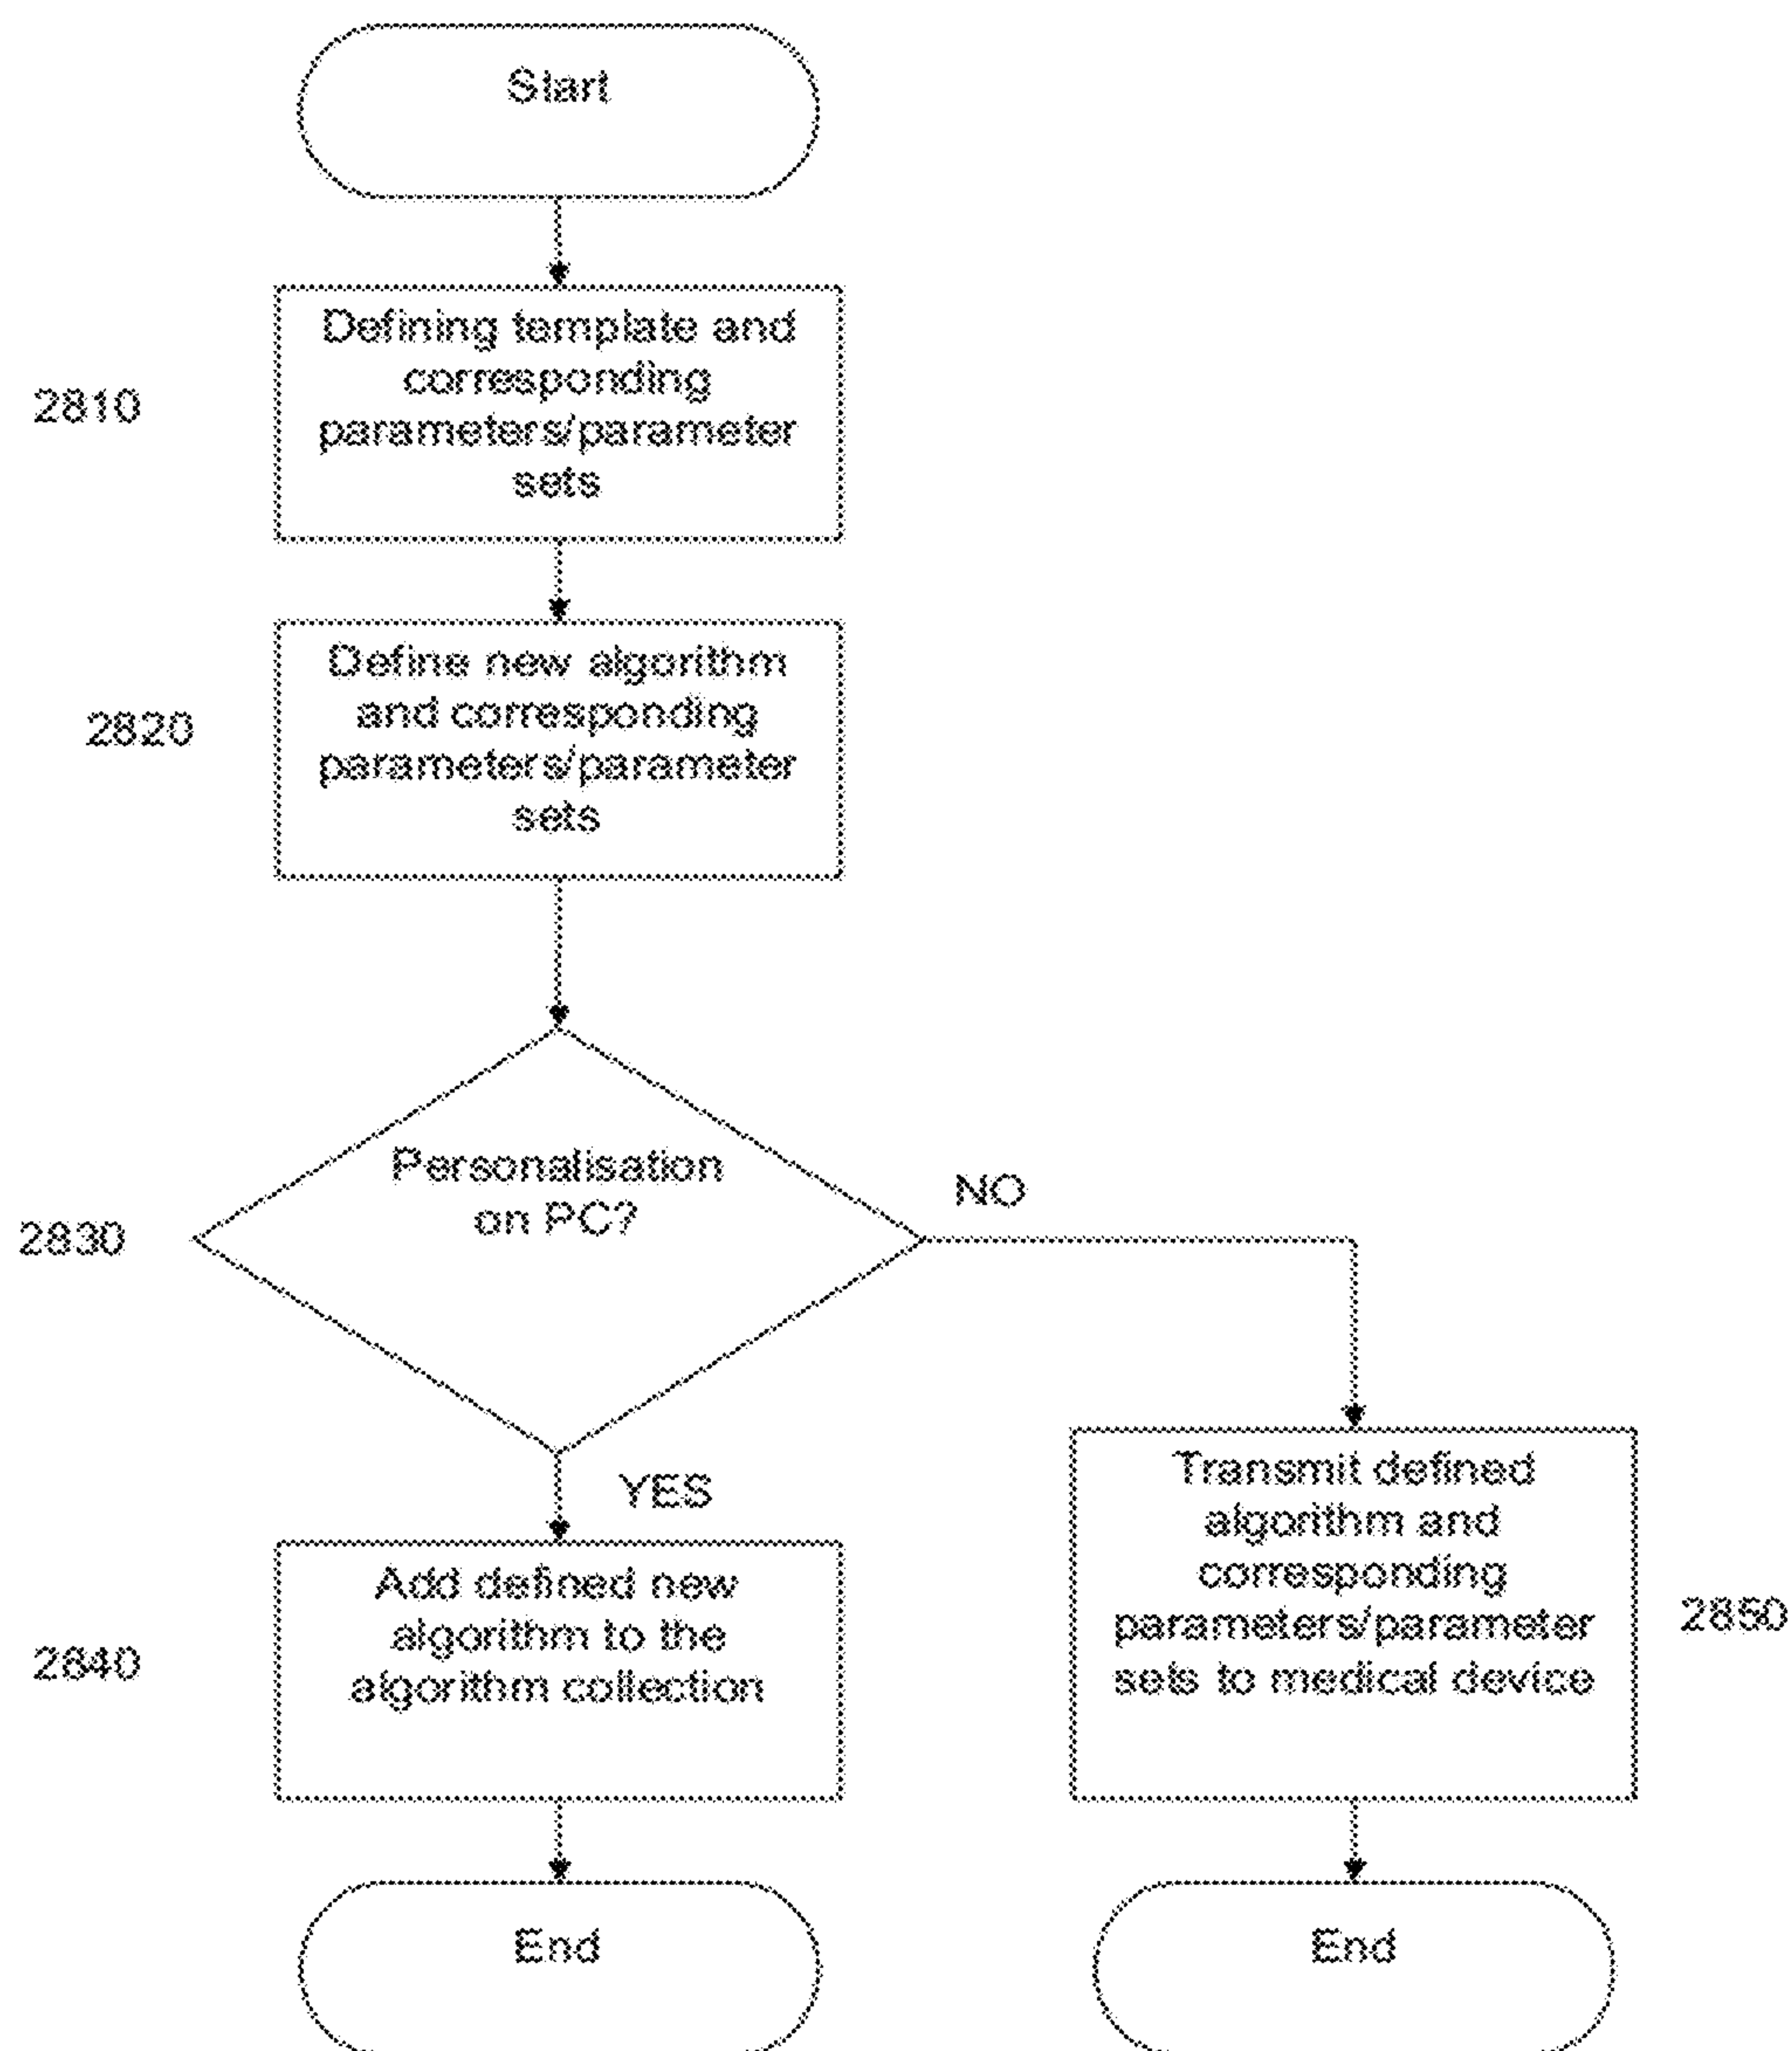 Start
2810
Defining template and
corresponding
parameters/parameter
sets
2820
Define new algorithm
and corresponding
parameters/parameter
sets
2830
Personalisation
on PC?
NO
YES
2840
Add defined new
algorithm to the
algorithm collection
Transmit defined
algorithm and
corresponding
parameters/parameter
sets to medical device
2850
End
End